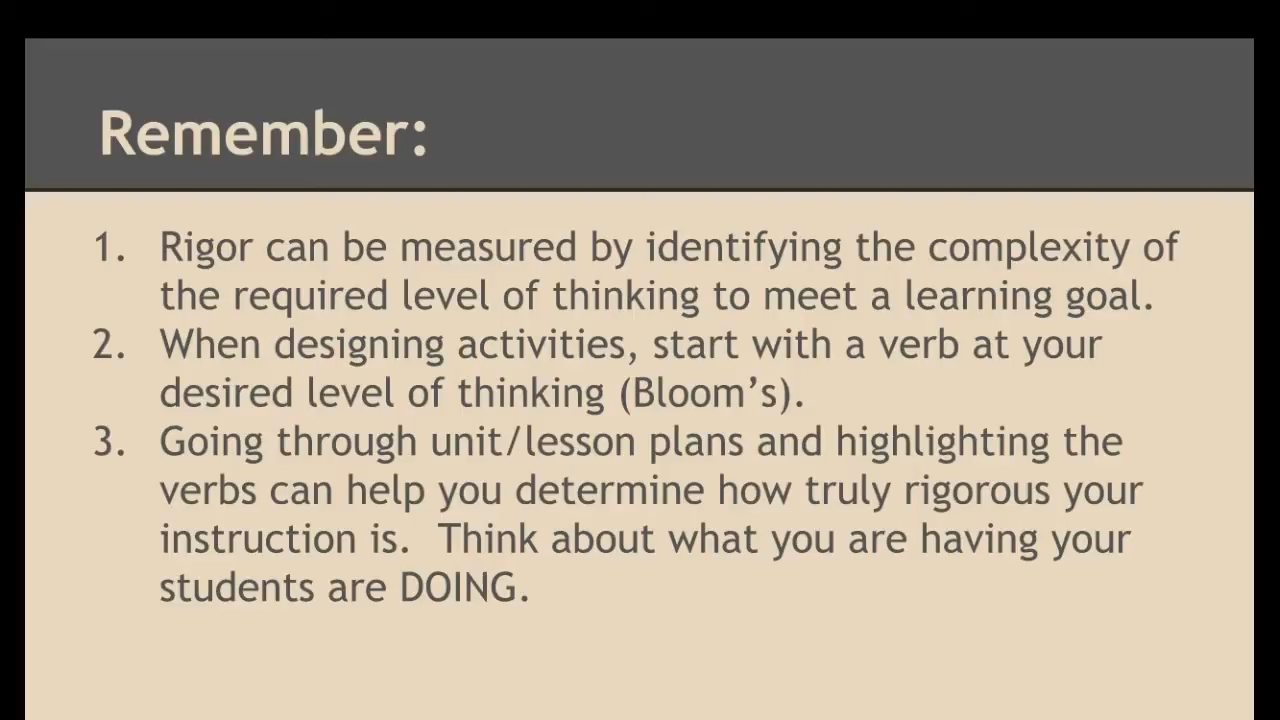 Remember:
1. Rigor can be measured by identifying the complexity of
the required level of thinking to meet a learning goal.
2. When designing activities, start with a verb at your
desired level of thinking (Bloom’s).
3. Going through unit/lesson plans and highlighting the
verbs can help you determine how truly rigorous your
instruction is.  Think about what you are having your
students are DOING.